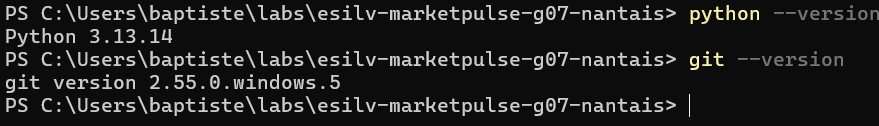 PS C:\Users\baptiste\labs\esilv-marketpulse-g07-nantais> python --version
Python 3.13.14
PS C:\Users\baptiste\labs\esilv-marketpulse-g07-nantais> git --version
git version 2.55.0.windows.5
PS C:\Users\baptiste\labs\esilv-marketpulse-g07-nantais>